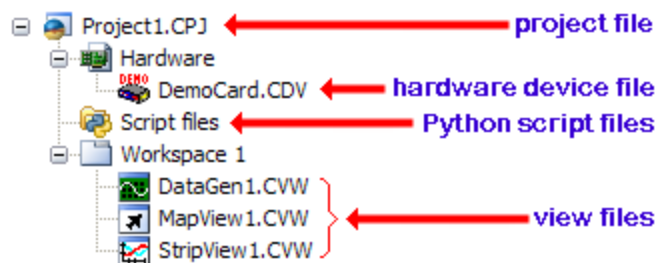 Project1.CPJ project file
Hardware
DEMO
DemoCard.CDV hardware device file
Script files Python script files
Workspace 1
DataGen1.CVW
MapView1.CVW view files
StripView1.CVW